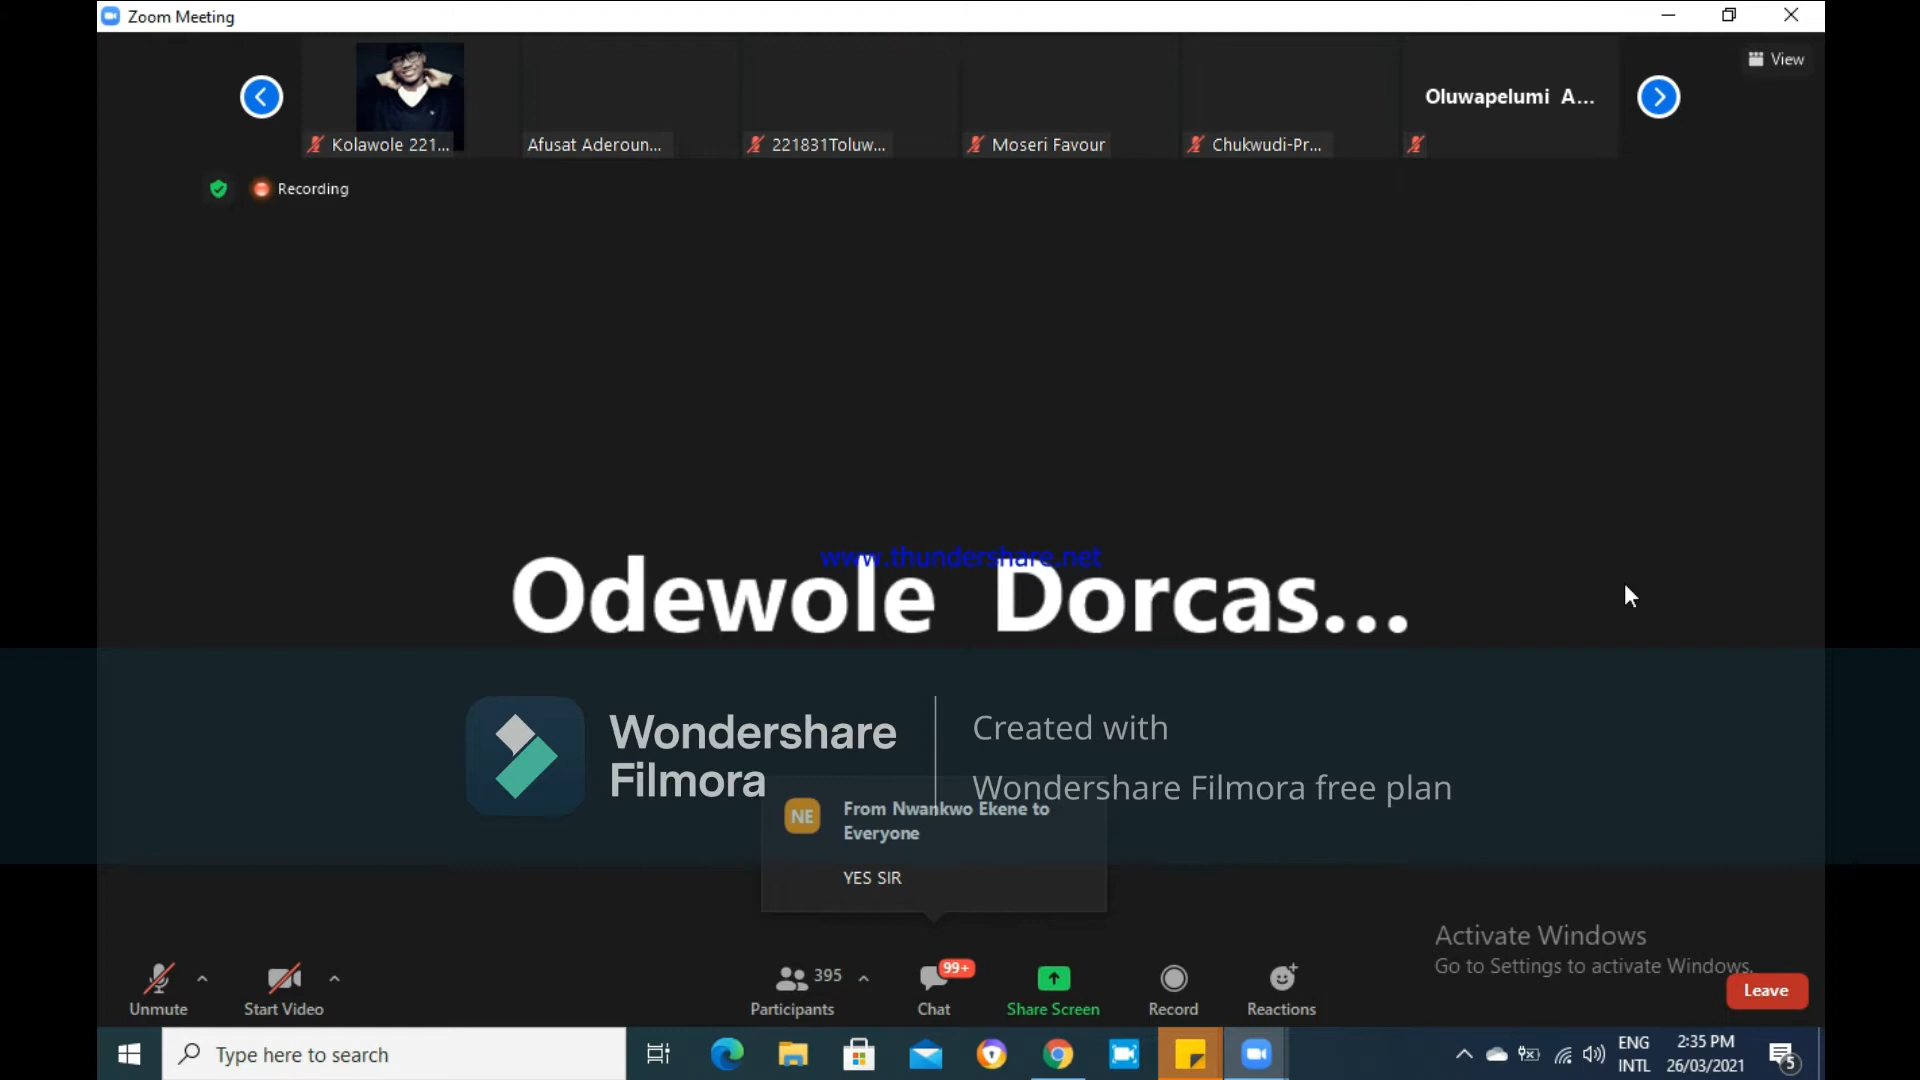 Zoom Meeting
View
Oluwapelumi A...
Kolawole 221...
Afusat Aderoun...
221831Toluw...
Moseri Favour
Chukwudi-Pr...
Recording
www.thundershare.net
Odewole Dorcas...
Wondershare
Filmora
Created with
Wondershare Filmora free plan
NE
From Nwankwo Ekene to
Everyone
YES SIR
Activate Windows
Go to Settings to activate Windows.
Unmute
Start Video
395
Participants
99+
Chat
Share Screen
Record
Reactions
Leave
Type here to search
ENG
INTL
2:35 PM
26/03/2021
5